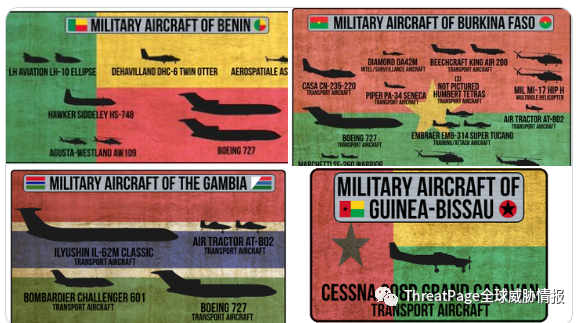 MILITARY AIRCRAFT OF BENIN
LH AVIATION LH-10 ELLIPSE
DEHAVILLAND DHC-6 TWIN OTTER
AEROSPATIALE AS
HAWKER SIDDELEY HS-748
AGUSTA-WESTLAND AW109
BOEING 727
MILITARY AIRCRAFT OF BURKINA FASO
DIAMOND DA42M
INTEL/SURVEILLANCE AIRCRAFT
BEECHCRAFT KING AIR 200
TRANSPORT AIRCRAFT
CASA CN-235-220
TRANSPORT AIRCRAFT
PIPER PA-34 SENECA
TRANSPORT AIRCRAFT
(3)
NOT PICTURED
HUMBERT TETRAS
TRANSPORT AIRCRAFT
MIL MI-17 HIP H
MULTIROLE HELICOPTER
AIR TRACTOR AT-802
TRANSPORT AIRCRAFT
BOEING 727
TRANSPORT AIRCRAFT
EMBRAER EMB-314 SUPER TUCANO
TRAINING/ATTACK AIRCRAFT
MARCHETTI SF-260 WARRIOR
MILITARY AIRCRAFT OF THE GAMBIA
ILYUSHIN IL-62M CLASSIC
TRANSPORT AIRCRAFT
AIR TRACTOR AT-802
TRANSPORT AIRCRAFT
BOMBARDIER CHALLENGER 601
TRANSPORT AIRCRAFT
BOEING 727
TRANSPORT AIRCRAFT
MILITARY AIRCRAFT OF
GUINEA-BISSAU
CESSNA 208B GRAND CARAVAN
TRANSPORT AIRCRAFT
ThreatPage全球威胁情报